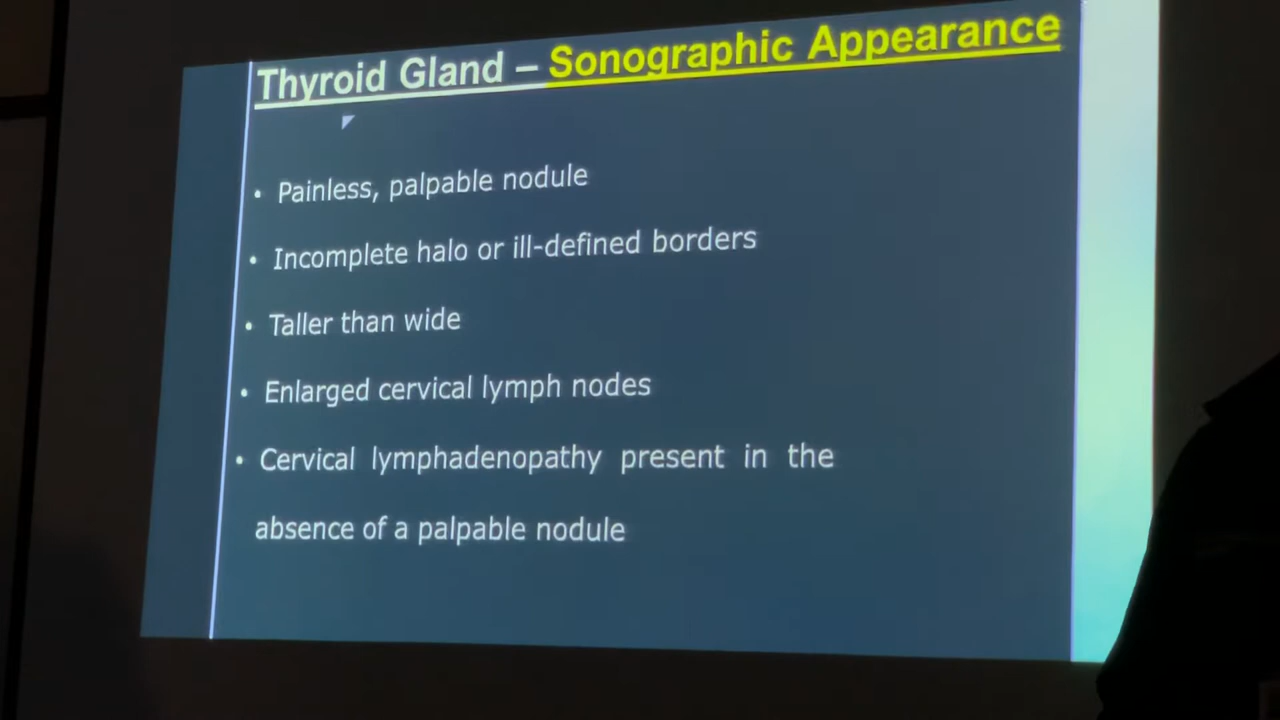 Thyroid Gland – Sonographic Appearance
• Painless, palpable nodule
• Incomplete halo or ill-defined borders
• Taller than wide
• Enlarged cervical lymph nodes
• Cervical lymphadenopathy present in the
absence of a palpable nodule